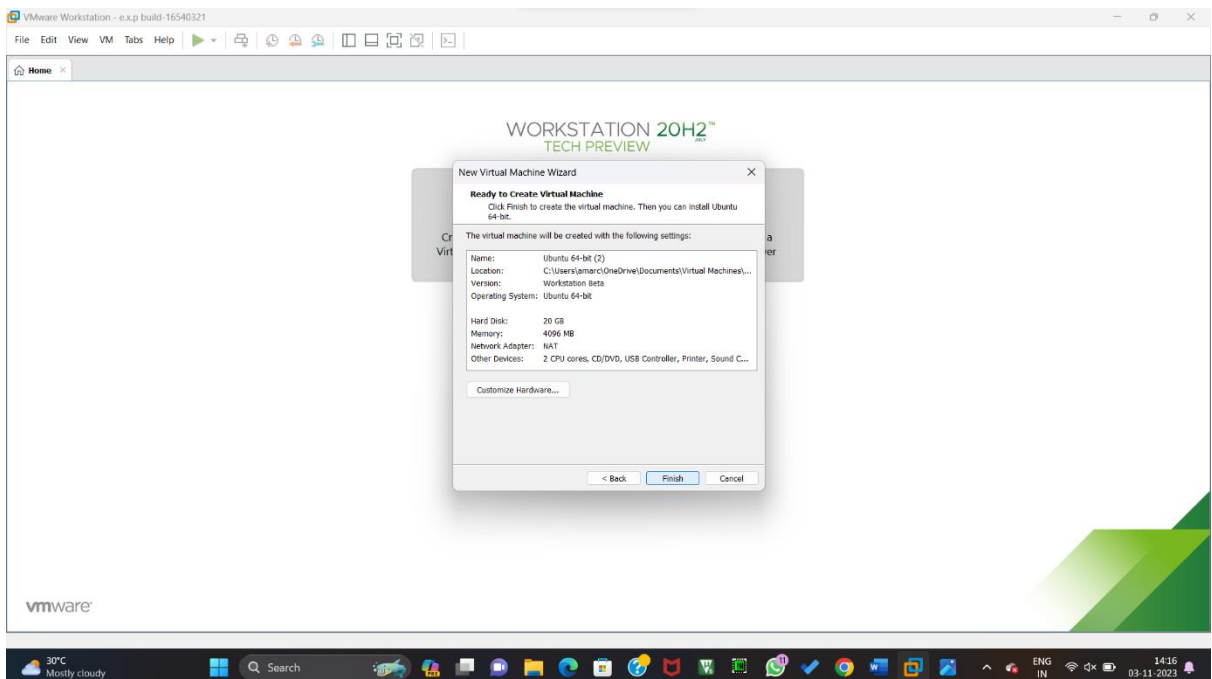 VMware Workstation - e.x.p build-16540321
File Edit View VM Tabs Help
Home
WORKSTATION 20H2™
TECH PREVIEW
New Virtual Machine Wizard
Ready to Create Virtual Machine
Click Finish to create the virtual machine. Then you can install Ubuntu
64-bit.
Cr
Virt
a
er
The virtual machine will be created with the following settings:
Name: Ubuntu 64-bit (2)
Location: C:\Users\amarc\OneDrive\Documents\Virtual Machines\...
Version: Workstation Beta
Operating System: Ubuntu 64-bit
Hard Disk: 20 GB
Memory: 4096 MB
Network Adapter: NAT
Other Devices: 2 CPU cores, CD/DVD, USB Controller, Printer, Sound C...
Customize Hardware...
< Back Finish Cancel
vmware
30°C
Mostly cloudy
Search
ENG
IN
14:16
03-11-2023